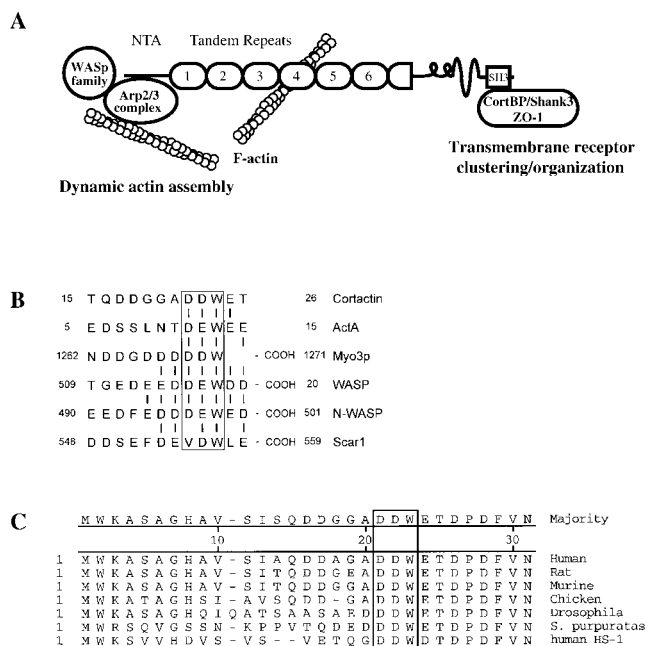 A
NTA Tandem Repeats
WASp family
Arp2/3 complex
1 2 3 4 5 6
SH3
CortBP/Shank3 ZO-1
F-actin
Dynamic actin assembly
Transmembrane receptor
clustering/organization
B
15 T Q D D G G A D D W E T 26 Cortactin
5 E D S S L N T D E W E E 15 ActA
1262 N D D G D D D D D W - COOH 1271 Myo3p
509 T G E D E E D D E W D D - COOH 20 WASP
490 E E D F E D D D E W E D - COOH 501 N-WASP
548 D D S E F D E V D W L E - COOH 559 Scar1
C
M W K A S A G H A V - S I S Q D D G G A D D W E T D P D F V N Majority
10 20 30
1 M W K A S A G H A V - S I A Q D D A G A D D W E T D P D F V N Human
1 M W K A S A G H A V - S I T Q D D G E A D D W E T D P D F V N Rat
1 M W K A S A G H A V - S I T Q D D G G A D D W E T D P D F V N Murine
1 M W K A T A G H S I - A V S Q D D - G A D D W E T D P D F V N Chicken
1 M W K A S A G H Q I Q A T S A A S A E D D D W E T D P D F V N Drosophila
1 M W R S Q V G S S N - K P P V T Q D E D D D W E T D P D F V N S. purpuratas
1 M W K S V V H D V S - V S - - V E T Q G D D W D T D P D F V N human HS-1